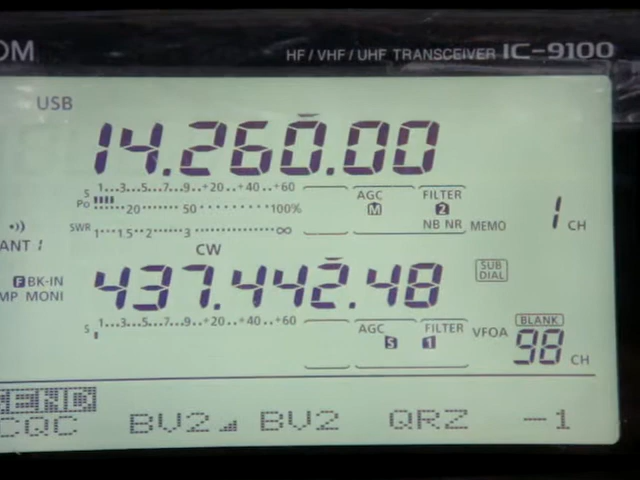 OM HF / VHF / UHF TRANSCEIVER IC-9100
USB
14.260.00
S 1...3...5...7...9..+20..+40..+60
Po ··20···50·······100%
SWR 1···1.5··2···3··········∞
AGC M
FILTER 2
NB NR
MEMO
1 CH
ANT 1
CW
F BK-IN
MP MONI
437.442.48
SUB DIAL
S 1...3...5...7...9..+20..+40..+60
AGC S
FILTER 1
VFOA
BLANK
98 CH
CQC BV2 BV2 QRZ -1